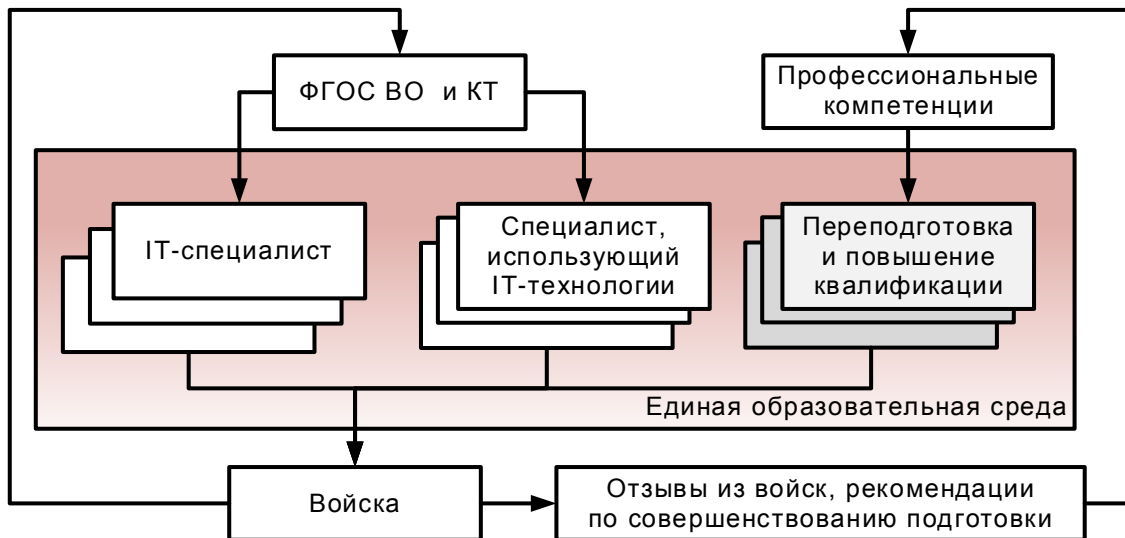 ФГОС ВО и КТ
Профессиональные
компетенции
IT-специалист
Специалист,
использующий
IT-технологии
Переподготовка
и повышение
квалификации
Единая образовательная среда
Войска
Отзывы из войск, рекомендации
по совершенствованию подготовки